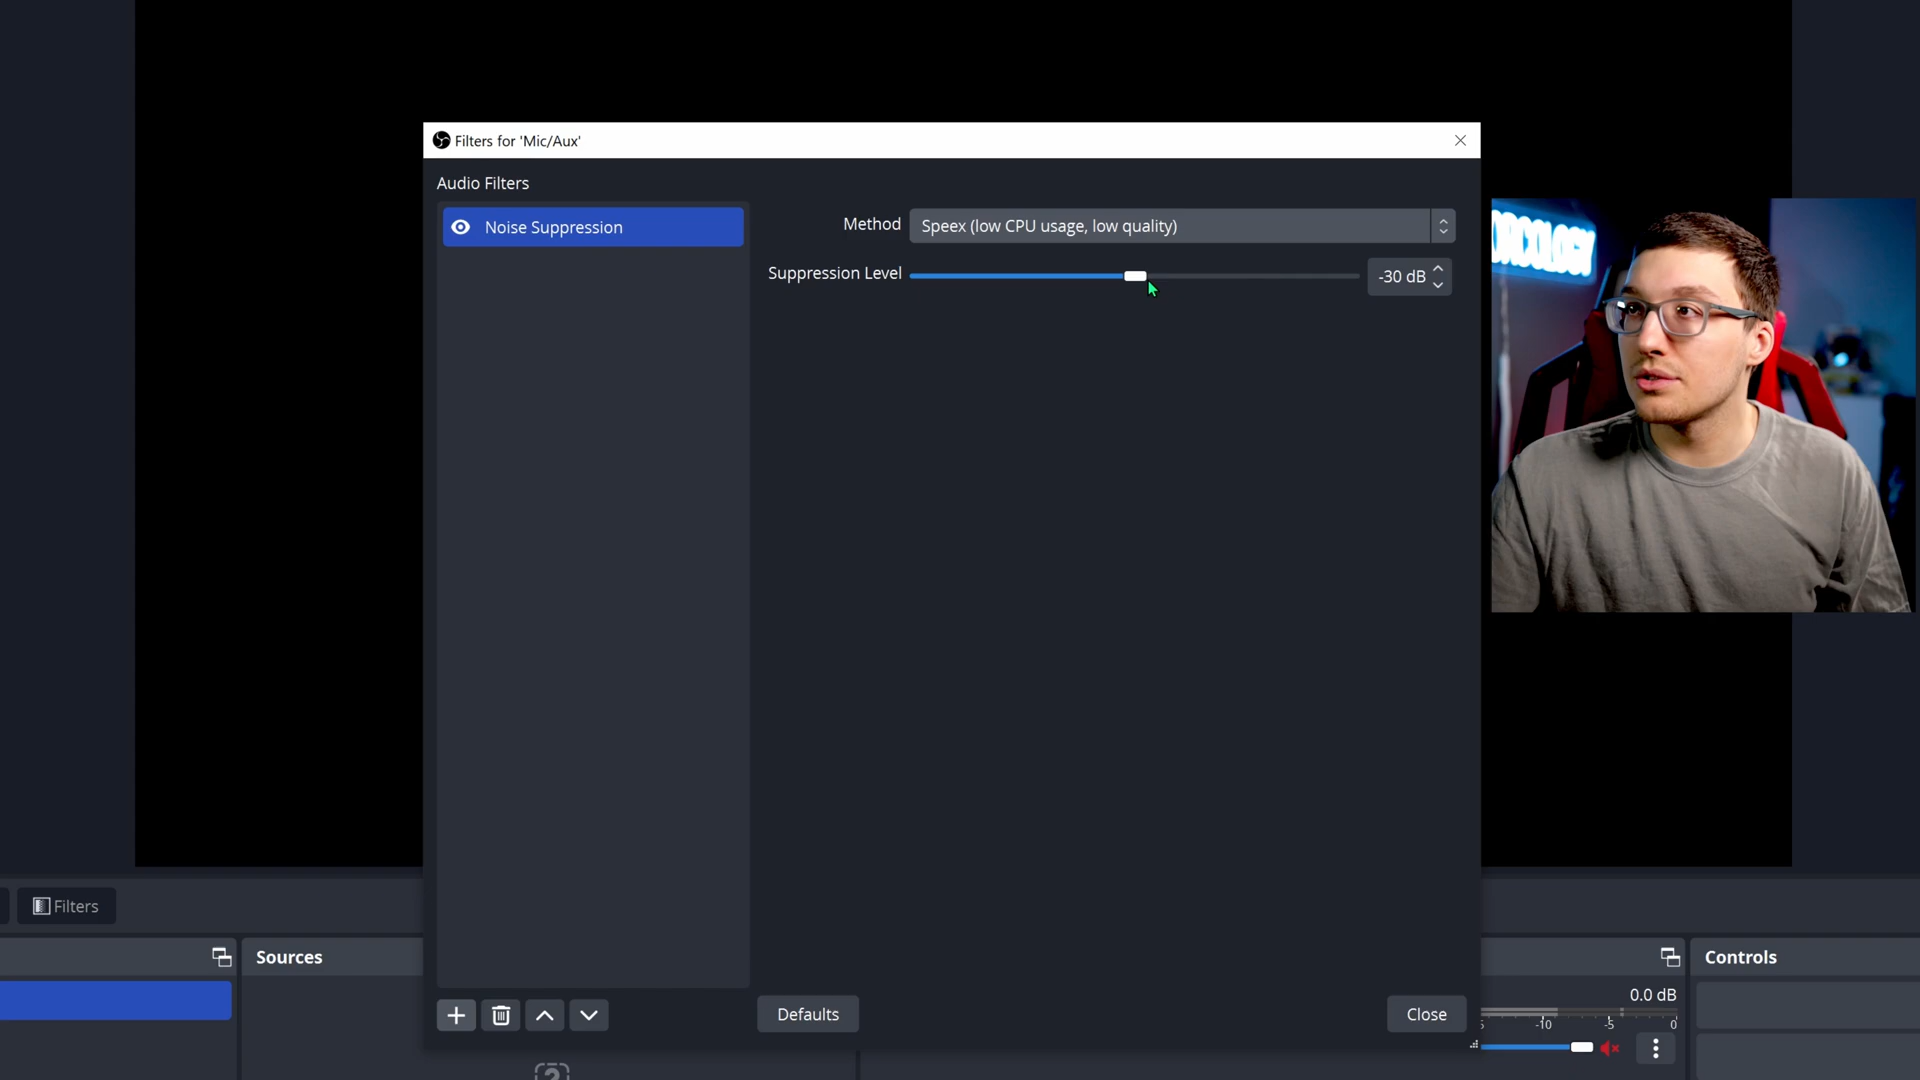 Filters for 'Mic/Aux'
Audio Filters
Noise Suppression
Method
Speex (low CPU usage, low quality)
Suppression Level
-30 dB
Filters
Sources
Defaults
Close
Controls
0.0 dB
-10
-5
0